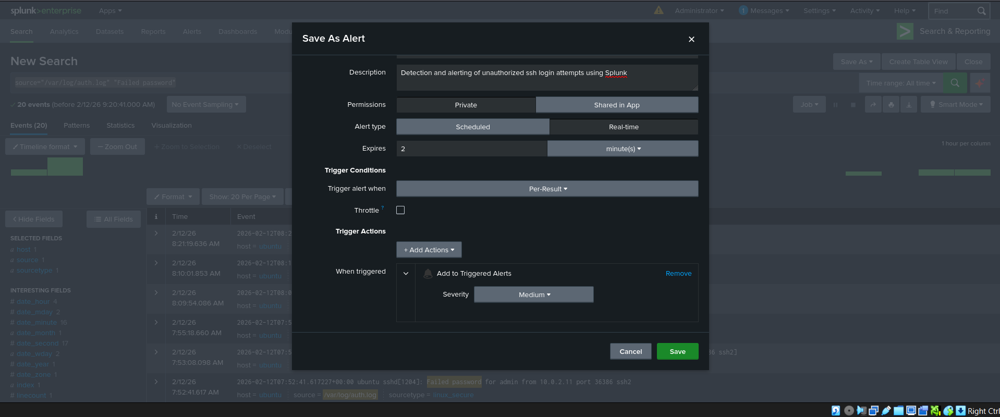 splunk>enterprise Apps Administrator 1 Messages Settings Activity Help Find
Search Analytics Datasets Reports Alerts Dashboards Modu Search & Reporting
Save As Alert
New Search
Save As Create Table View Close
source="/var/log/auth.log" "Failed password"
Time range: All time
20 events (before 2/12/26 9:20:41.000 AM) No Event Sampling
Job Smart Mode
Events (20) Patterns Statistics Visualization
Timeline format — Zoom Out + Zoom to Selection × Deselect
1 hour per column
Description Detection and alerting of unauthorized ssh login attempts using Splunk
Permissions Private Shared in App
Alert type Scheduled Real-time
Expires 2 minute(s)
Trigger Conditions
Trigger alert when Per-Result
Throttle ?
Trigger Actions
+ Add Actions
When triggered Add to Triggered Alerts Remove
Severity Medium
Cancel Save
Format Show: 20 Per Page
< Hide Fields All Fields
SELECTED FIELDS
a host 1
a source 1
a sourcetype 1
INTERESTING FIELDS
# date_hour 4
# date_mday 2
# date_minute 16
a date_month 1
# date_second 17
a date_wday 2
# date_year 1
# date_zone 1
a index 1
# linecount 1
i Time Event
2/12/26 2026-02-12T08:2
8:21:19.636 AM host = ubuntu
2/12/26 2026-02-12T08:1
8:10:01.853 AM host = ubuntu
2/12/26 2026-02-12T08:0
8:09:54.086 AM host = ubuntu
2/12/26 2026-02-12T07:5
7:55:18.660 AM host = ubuntu
2/12/26 2026-02-12T07:5 86 ssh2]
7:53:08.098 AM host = ubuntu
2/12/26 2026-02-12T07:52:41.617227+00:00 ubuntu sshd[1204]: Failed password for admin from 10.0.2.11 port 36386 ssh2
7:52:41.617 AM host = ubuntu source = /var/log/auth.log sourcetype = linux_secure
Right Ctrl